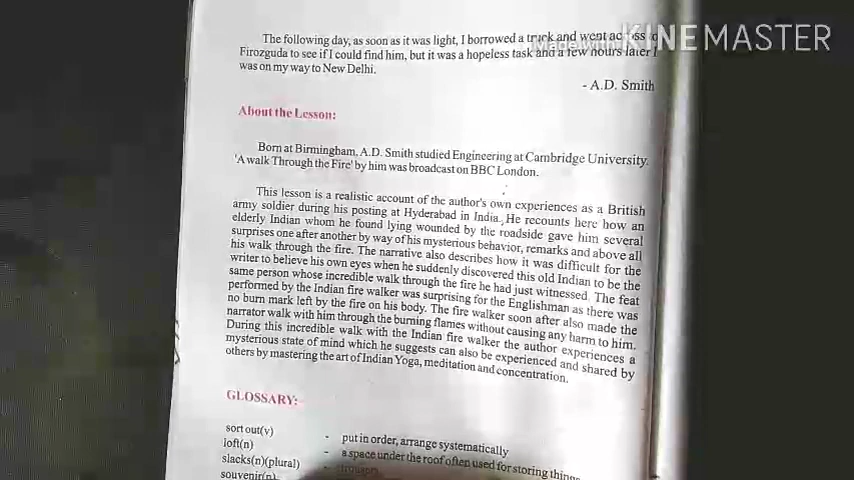 The following day, as soon as it was light, I borrowed a truck and went across to
Firozguda to see if I could find him, but it was a hopeless task and a few hours later I
was on my way to New Delhi.
- A.D. Smith
Made with KINEMASTER
About the Lesson:
Born at Birmingham, A.D. Smith studied Engineering at Cambridge University.
'A walk Through the Fire' by him was broadcast on BBC London.
This lesson is a realistic account of the author's own experiences as a British
army soldier during his posting at Hyderabad in India. He recounts here how an
elderly Indian whom he found lying wounded by the roadside gave him several
surprises one after another by way of his mysterious behavior, remarks and above all
his walk through the fire. The narrative also describes how it was difficult for the
writer to believe his own eyes when he suddenly discovered this old Indian to be the
same person whose incredible walk through the fire he had just witnessed. The feat
performed by the Indian fire walker was surprising for the Englishman as there was
no burn mark left by the fire on his body. The fire walker soon after also made the
narrator walk with him through the burning flames without causing any harm to him.
During this incredible walk with the Indian fire walker the author experiences a
mysterious state of mind which he suggests can also be experienced and shared by
others by mastering the art of Indian Yoga, meditation and concentration.
GLOSSARY:-
sort out(v) - put in order, arrange systematically
loft(n) - a space under the roof often used for storing things
slacks(n)(plural) - trousers
souvenir(n)